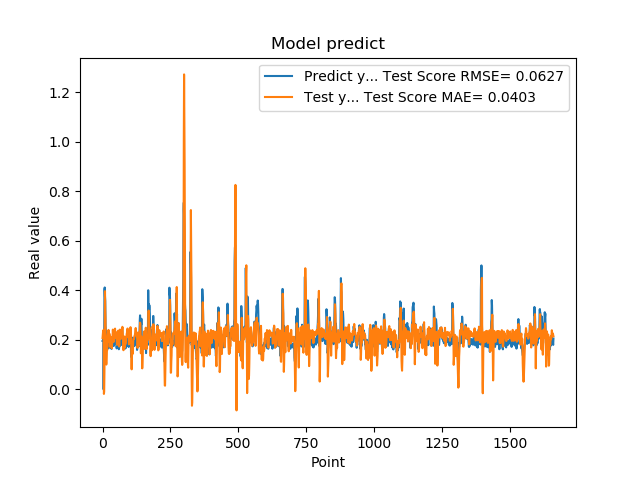 Model predict
Predict y... Test Score RMSE= 0.0627
Test y... Test Score MAE= 0.0403
Real value
1.2
1.0
0.8
0.6
0.4
0.2
0.0
0 250 500 750 1000 1250 1500
Point